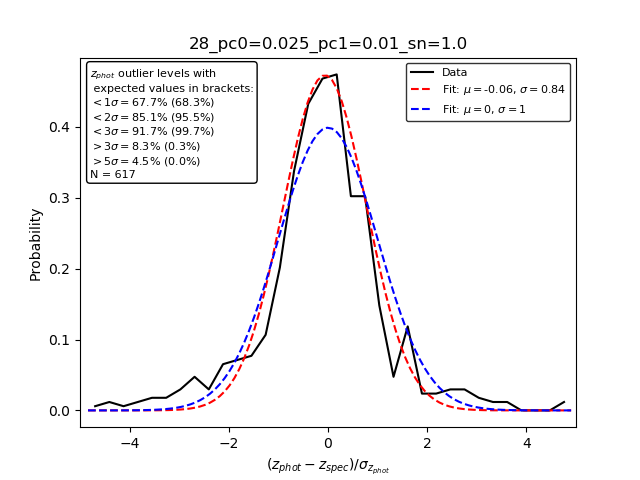 28_pc0=0.025_pc1=0.01_sn=1.0
z_phot outlier levels with
expected values in brackets:
< 1σ = 67.7% (68.3%)
< 2σ = 85.1% (95.5%)
< 3σ = 91.7% (99.7%)
> 3σ = 8.3% (0.3%)
> 5σ = 4.5% (0.0%)
N = 617
Data
Fit: μ = -0.06, σ = 0.84
Fit: μ = 0, σ = 1
Probability
0.4
0.3
0.2
0.1
0.0
−4 −2 0 2 4
(z_phot − z_spec)/σ_z_phot